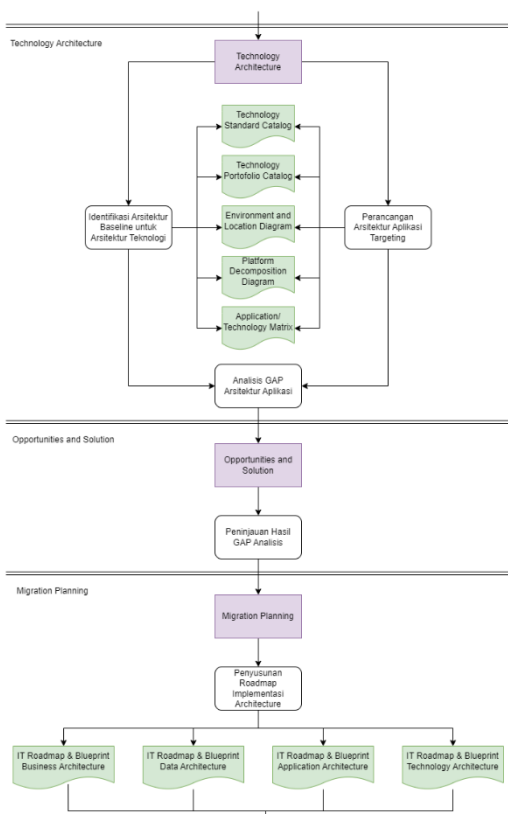 Technology Architecture
Technology
Architecture
Technology
Standard Catalog
Technology
Portofolio Catalog
Identifikasi Arsitektur
Baseline untuk
Arsitektur Teknologi
Environment and
Location Diagram
Perancangan
Arsitektur Aplikasi
Targeting
Platform
Decomposition
Diagram
Application/
Technology Matrix
Analisis GAP
Arsitektur Aplikasi
Opportunities and Solution
Opportunities and
Solution
Peninjauan Hasil
GAP Analisis
Migration Planning
Migration Planning
Penyusunan
Roadmap
Implementasi
Architecture
IT Roadmap & Blueprint
Business Architecture
IT Roadmap & Blueprint
Data Architecture
IT Roadmap & Blueprint
Application Architecture
IT Roadmap & Blueprint
Technology Architecture